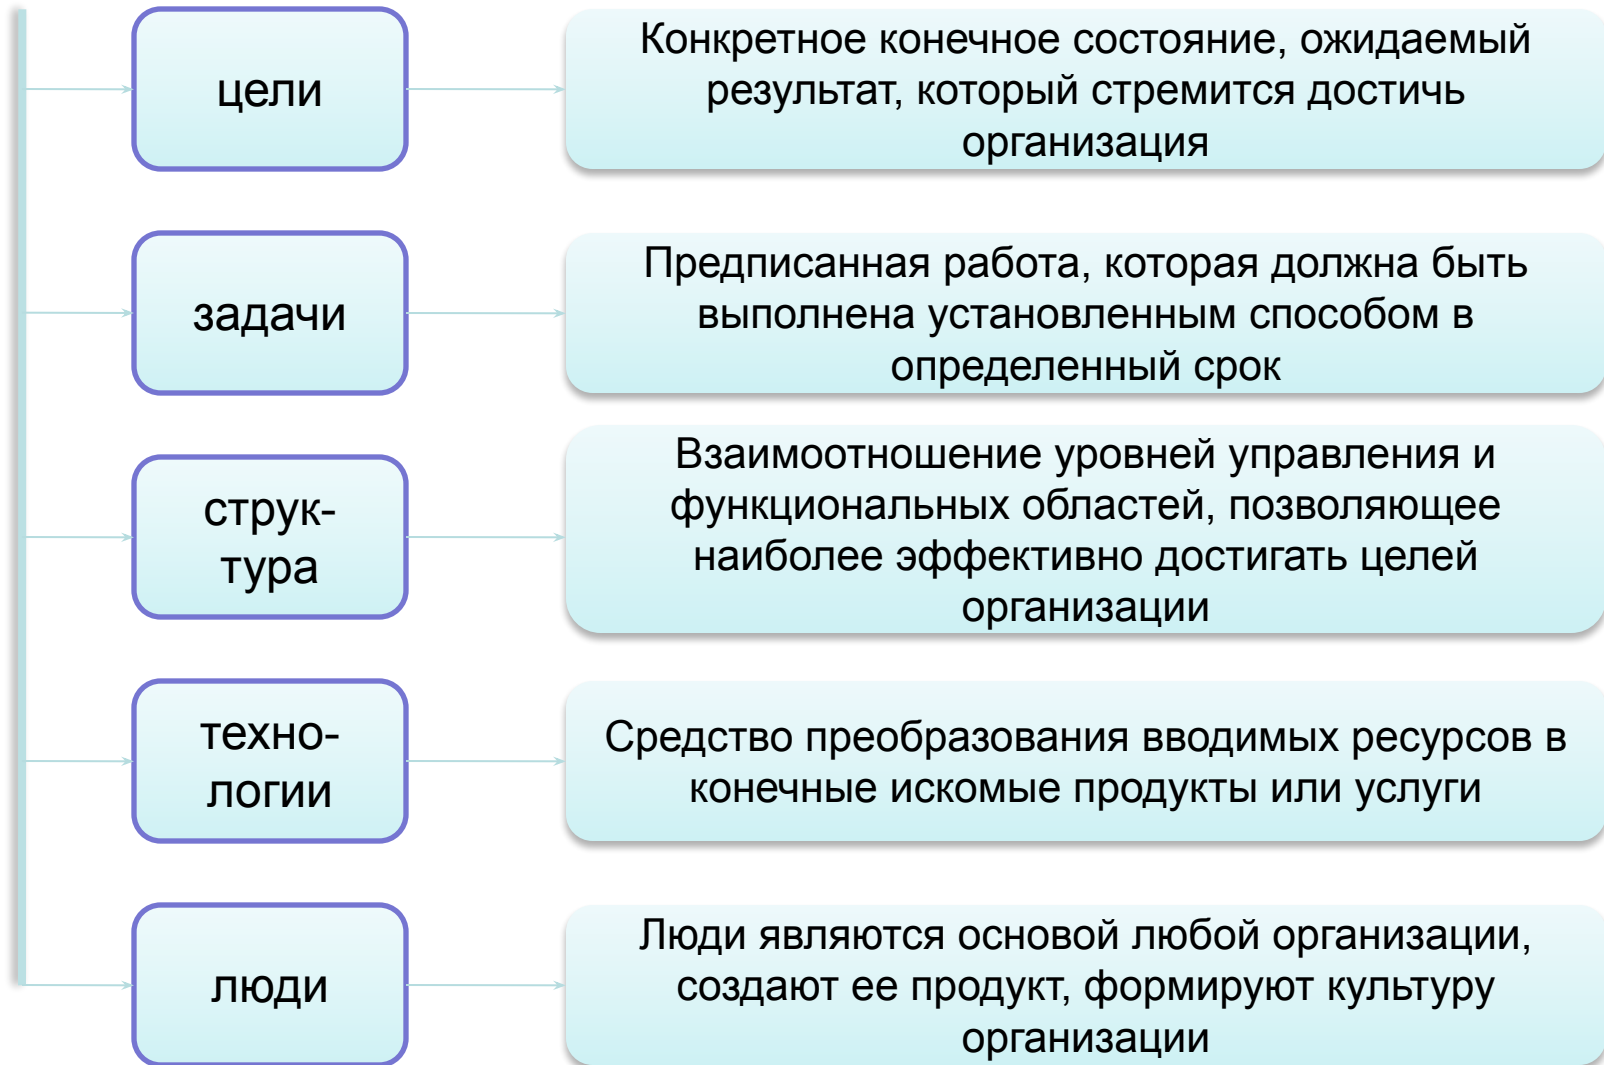 цели
Конкретное конечное состояние, ожидаемый
результат, который стремится достичь
организация
задачи
Предписанная работа, которая должна быть
выполнена установленным способом в
определенный срок
струк-
тура
Взаимоотношение уровней управления и
функциональных областей, позволяющее
наиболее эффективно достигать целей
организации
техно-
логии
Средство преобразования вводимых ресурсов в
конечные искомые продукты или услуги
люди
Люди являются основой любой организации,
создают ее продукт, формируют культуру
организации